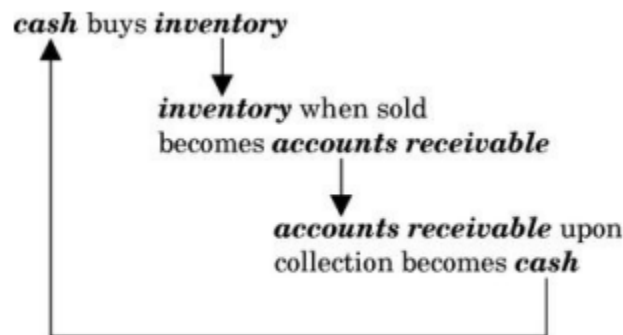 cash buys inventory
inventory when sold
becomes accounts receivable
accounts receivable upon
collection becomes cash